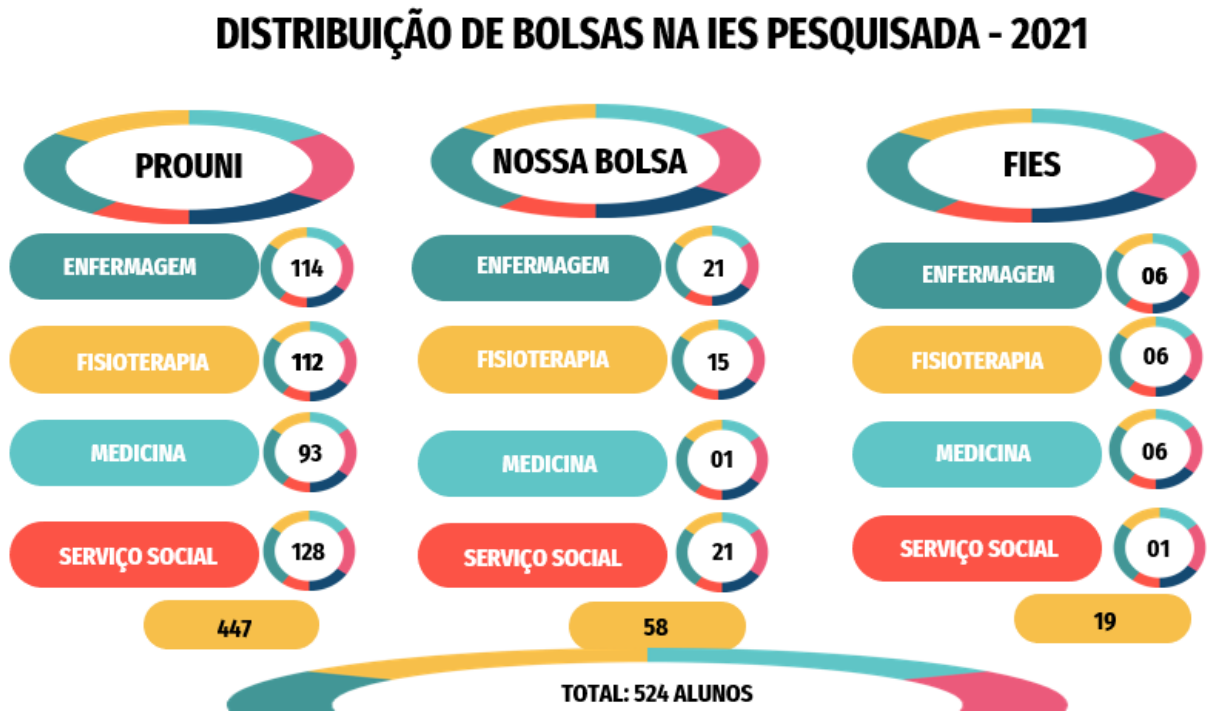 DISTRIBUIÇÃO DE BOLSAS NA IES PESQUISADA - 2021
PROUNI
ENFERMAGEM 114
FISIOTERAPIA 112
MEDICINA 93
SERVIÇO SOCIAL 128
447
NOSSA BOLSA
ENFERMAGEM 21
FISIOTERAPIA 15
MEDICINA 01
SERVIÇO SOCIAL 21
58
FIES
ENFERMAGEM 06
FISIOTERAPIA 06
MEDICINA 06
SERVIÇO SOCIAL 01
19
TOTAL: 524 ALUNOS